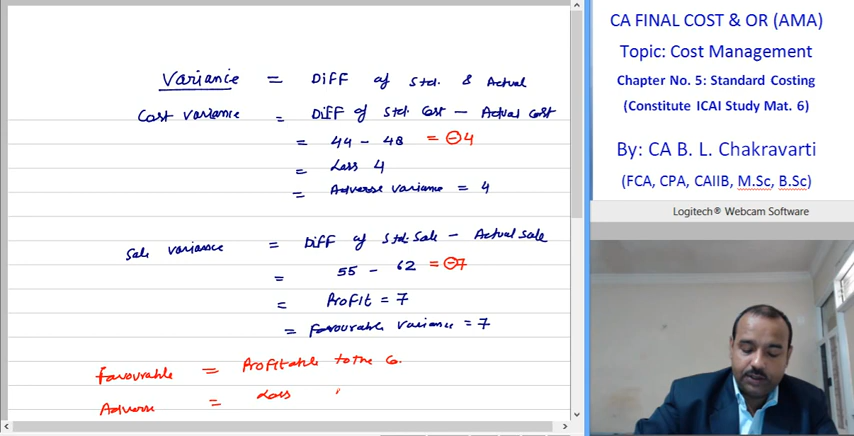 Variance = Diff of Std. & Actual
Cost Variance = Diff of Std. Cost - Actual Cost
= 44 - 48 = -4
= Loss 4
= Adverse Variance = 4
Sale Variance = Diff of Std. Sale - Actual Sale
= 55 - 62 = -7
= Profit = 7
= Favourable Variance = 7
Favourable = Profitable to the Co.
Adverse = Loss "
CA FINAL COST & OR (AMA)
Topic: Cost Management
Chapter No. 5: Standard Costing
(Constitute ICAI Study Mat. 6)
By: CA B. L. Chakravarti
(FCA, CPA, CAIIB, M.Sc, B.Sc)
Logitech® Webcam Software